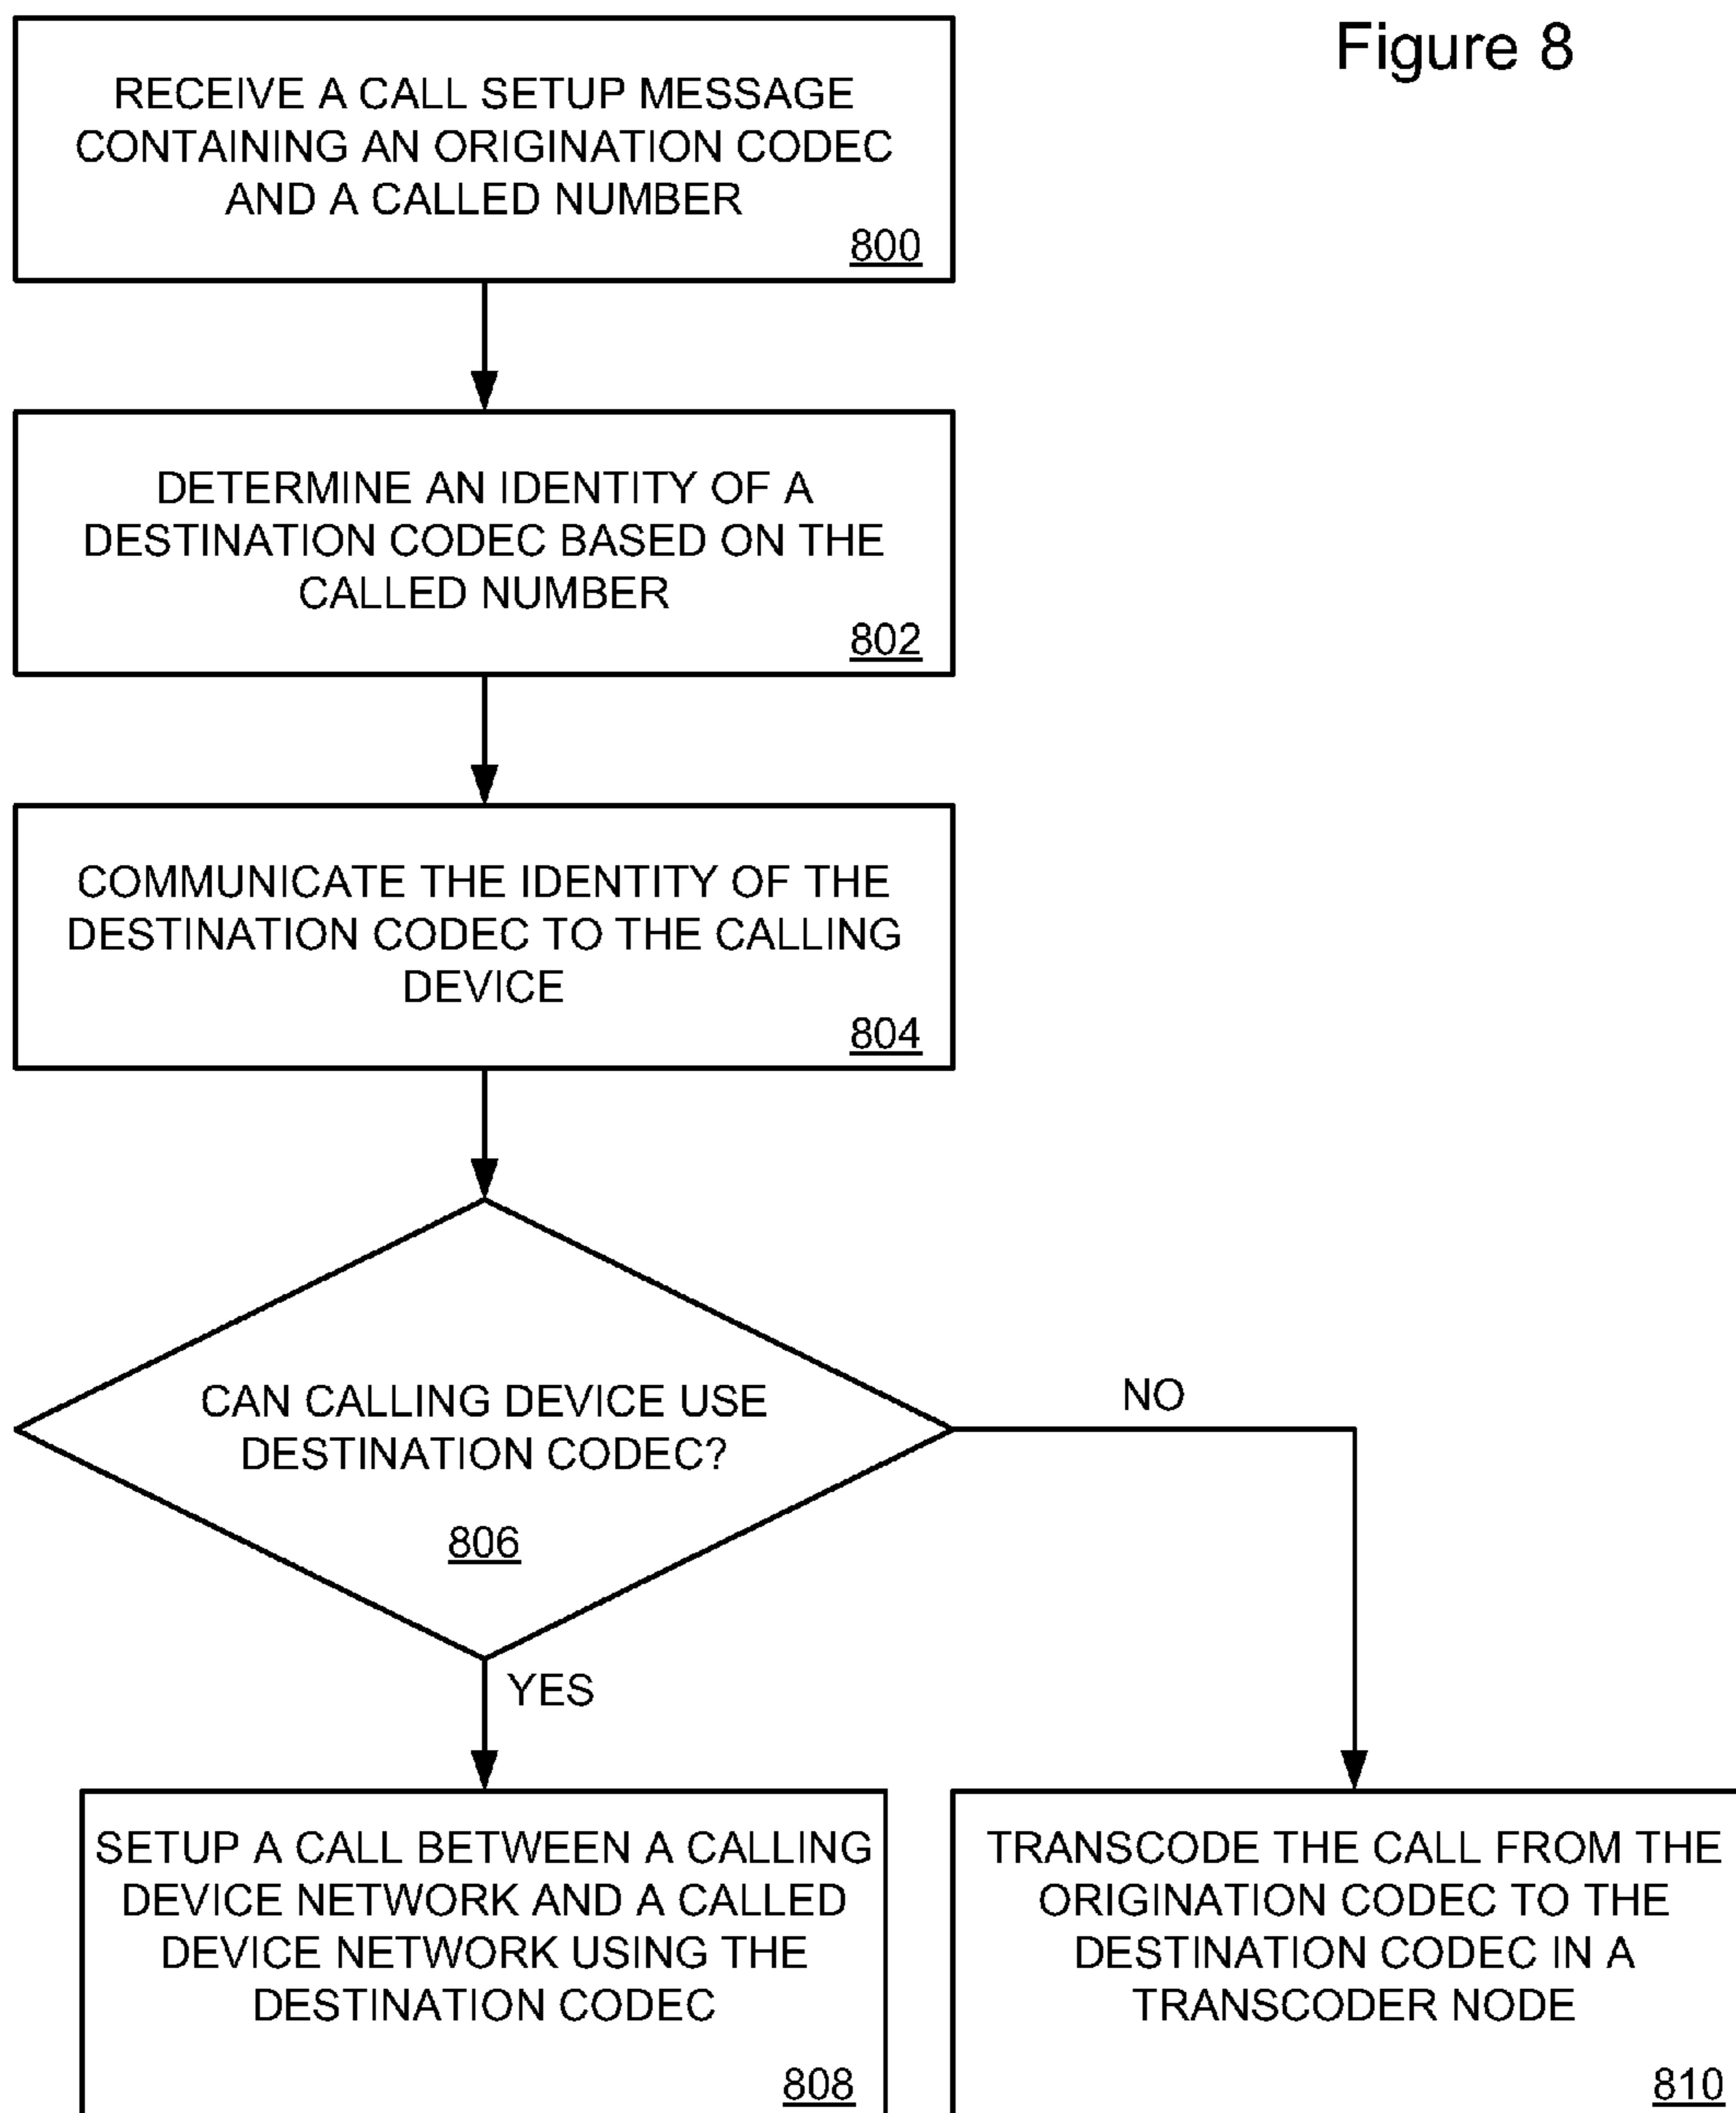 Figure 8
RECEIVE A CALL SETUP MESSAGE
CONTAINING AN ORIGINATION CODEC
AND A CALLED NUMBER
800
DETERMINE AN IDENTITY OF A
DESTINATION CODEC BASED ON THE
CALLED NUMBER
802
COMMUNICATE THE IDENTITY OF THE
DESTINATION CODEC TO THE CALLING
DEVICE
804
CAN CALLING DEVICE USE
DESTINATION CODEC?
806
NO
YES
SETUP A CALL BETWEEN A CALLING
DEVICE NETWORK AND A CALLED
DEVICE NETWORK USING THE
DESTINATION CODEC
808
TRANSCODE THE CALL FROM THE
ORIGINATION CODEC TO THE
DESTINATION CODEC IN A
TRANSCODER NODE
810